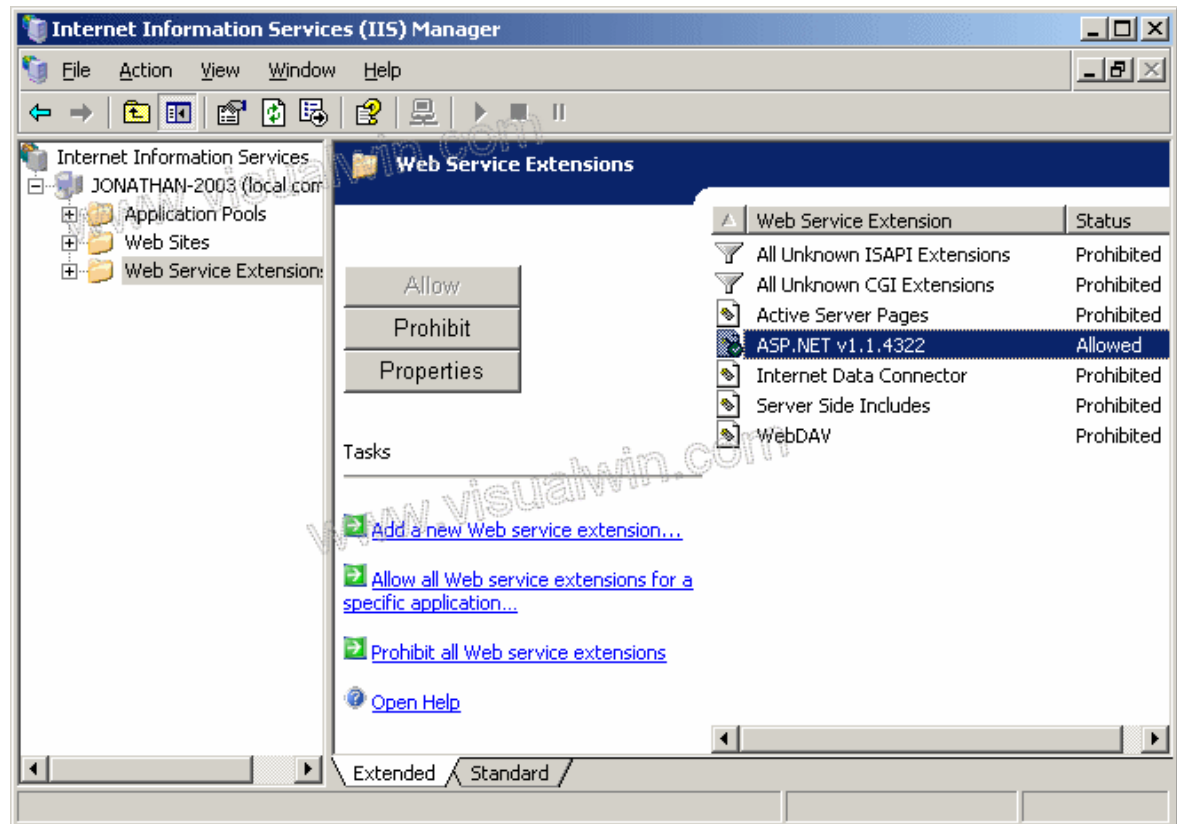 Internet Information Services (IIS) Manager
File Action View Window Help
Internet Information Services
JONATHAN-2003 (local com
Application Pools
Web Sites
Web Service Extension
Web Service Extensions
Allow
Prohibit
Properties
Tasks
Add a new Web service extension...
Allow all Web service extensions for a
specific application...
Prohibit all Web service extensions
Open Help
Web Service Extension Status
All Unknown ISAPI Extensions Prohibited
All Unknown CGI Extensions Prohibited
Active Server Pages Prohibited
ASP.NET v1.1.4322 Allowed
Internet Data Connector Prohibited
Server Side Includes Prohibited
WebDAV Prohibited
Extended Standard
www.visualwin.com
www.visualwin.com